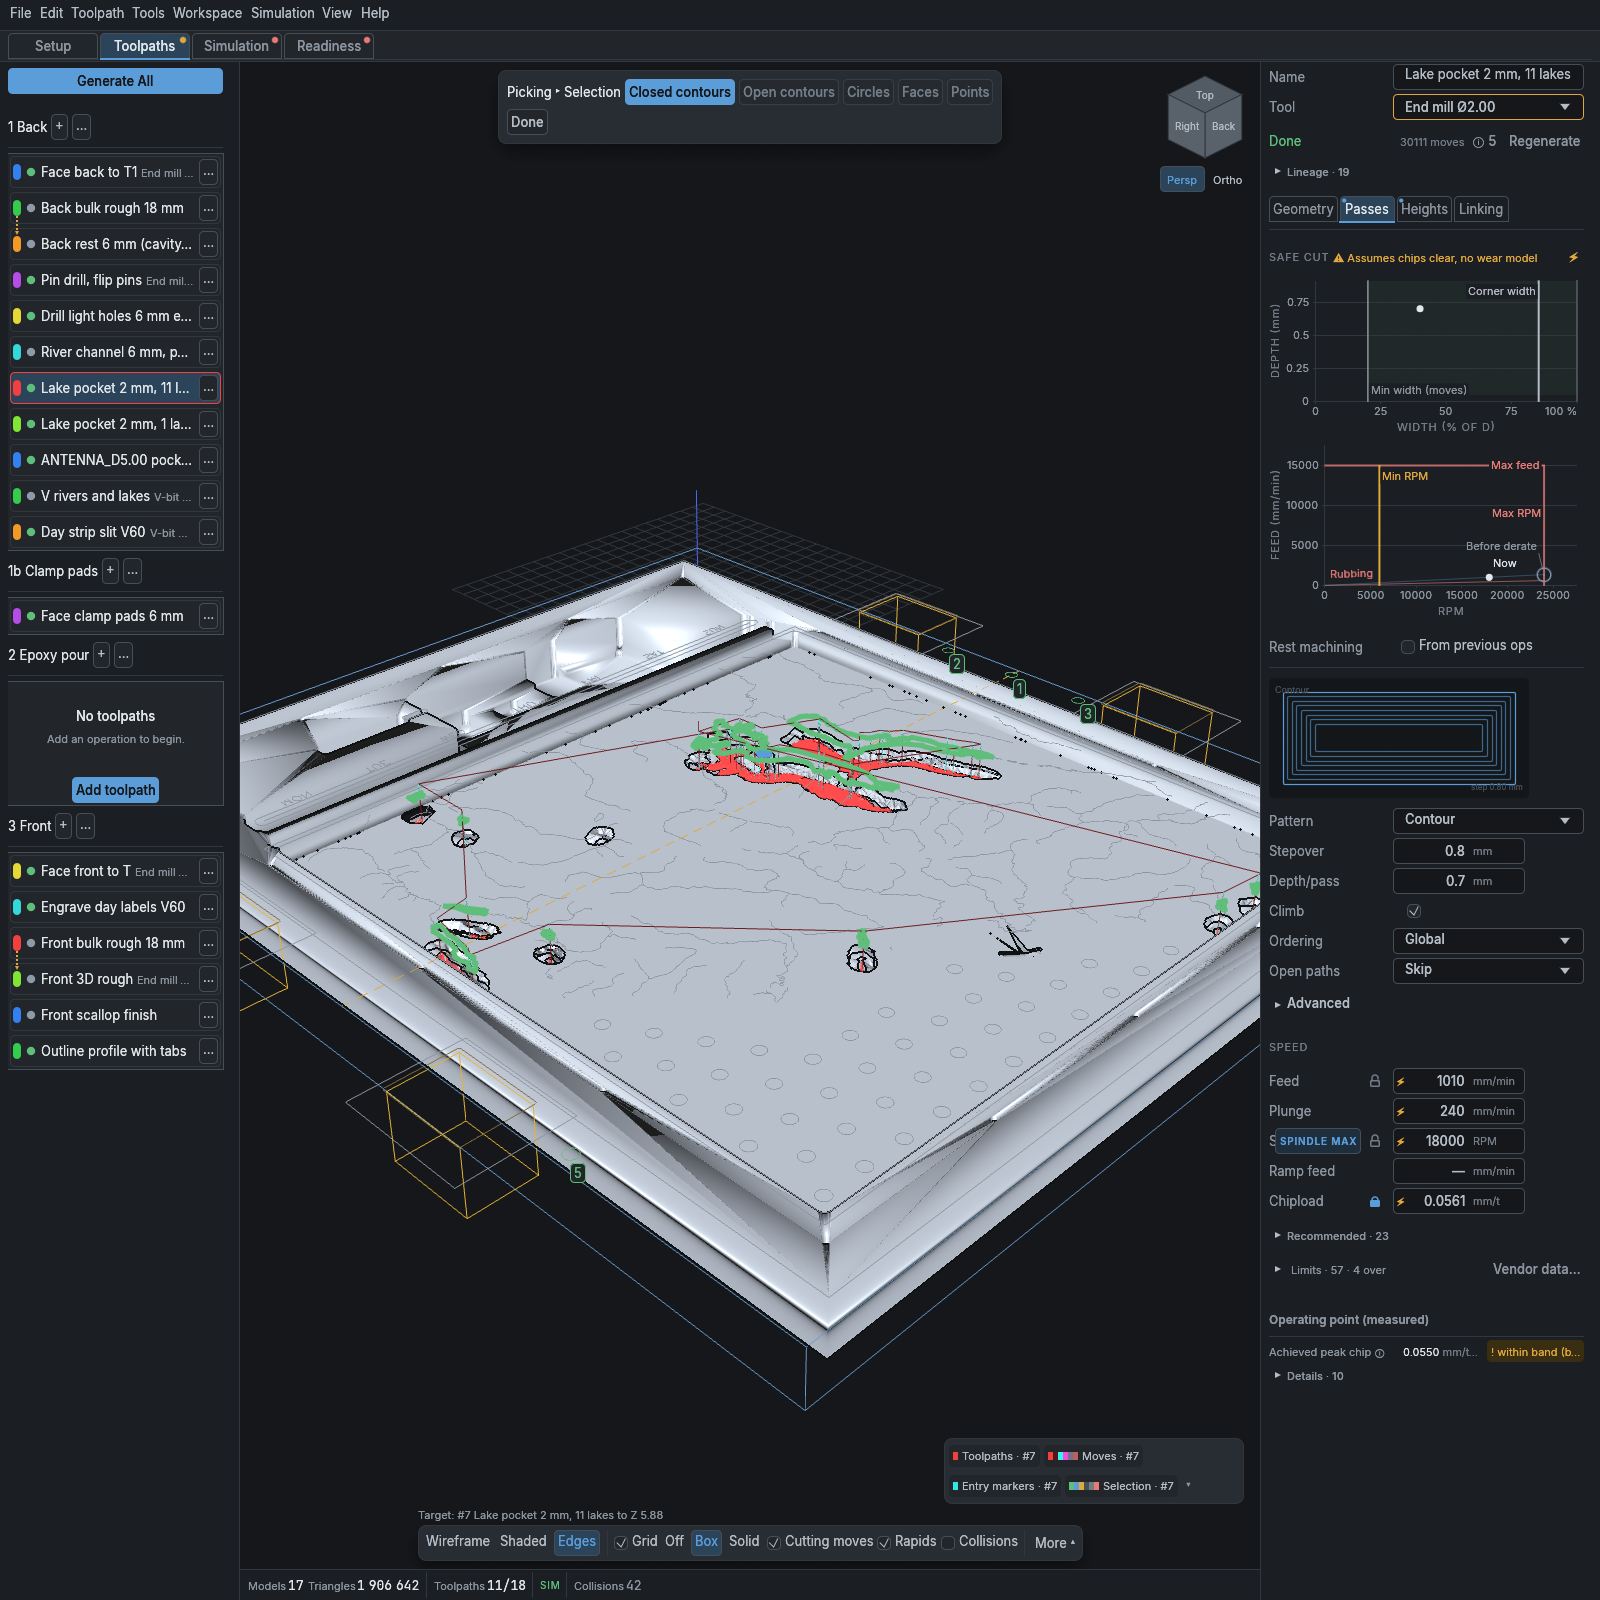 File Edit Toolpath Tools Workspace Simulation View Help
Setup Toolpaths Simulation Readiness
Generate All
1 Back + ...
Face back to T1 End mill ... ...
Back bulk rough 18 mm ...
Back rest 6 mm (cavity... ...
Pin drill, flip pins End mil... ...
Drill light holes 6 mm e... ...
River channel 6 mm, p... ...
Lake pocket 2 mm, 11 l... ...
Lake pocket 2 mm, 1 la... ...
ANTENNA_D5.00 pock... ...
V rivers and lakes V-bit ... ...
Day strip slit V60 V-bit ... ...
1b Clamp pads + ...
Face clamp pads 6 mm ...
2 Epoxy pour + ...
No toolpaths
Add an operation to begin.
Add toolpath
3 Front + ...
Face front to T End mill ... ...
Engrave day labels V60 ...
Front bulk rough 18 mm ...
Front 3D rough End mill ... ...
Front scallop finish ...
Outline profile with tabs ...
Picking ▸ Selection Closed contours Open contours Circles Faces Points
Done
Top
Right Back
Persp Ortho
2
1
3
5
Toolpaths · #7 Moves · #7
Entry markers · #7 Selection · #7
Target: #7 Lake pocket 2 mm, 11 lakes to Z 5.88
Wireframe Shaded Edges Grid Off Box Solid Cutting moves Rapids Collisions More
Models 17 Triangles 1 906 642 Toolpaths 11/18 SIM Collisions 42
Name Lake pocket 2 mm, 11 lakes
Tool End mill Ø2.00
Done 30111 moves 5 Regenerate
Lineage · 19
Geometry Passes Heights Linking
SAFE CUT Assumes chips clear, no wear model
Corner width
0.75
0.5
0.25
0
DEPTH (mm)
Min width (moves)
0 25 50 75 100 %
WIDTH (% OF D)
15000
10000
5000
0
FEED (mm/min)
Max feed
Min RPM
Max RPM
Before derate
Now
Rubbing
0 5000 10000 15000 20000 25000
RPM
Rest machining From previous ops
Contour
step 0.80 mm
Pattern Contour
Stepover 0.8 mm
Depth/pass 0.7 mm
Climb
Ordering Global
Open paths Skip
Advanced
SPEED
Feed 1010 mm/min
Plunge 240 mm/min
S SPINDLE MAX 18000 RPM
Ramp feed — mm/min
Chipload 0.0561 mm/t
Recommended · 23
Limits · 57 · 4 over Vendor data...
Operating point (measured)
Achieved peak chip 0.0550 mm/t... ! within band (b...
Details · 10